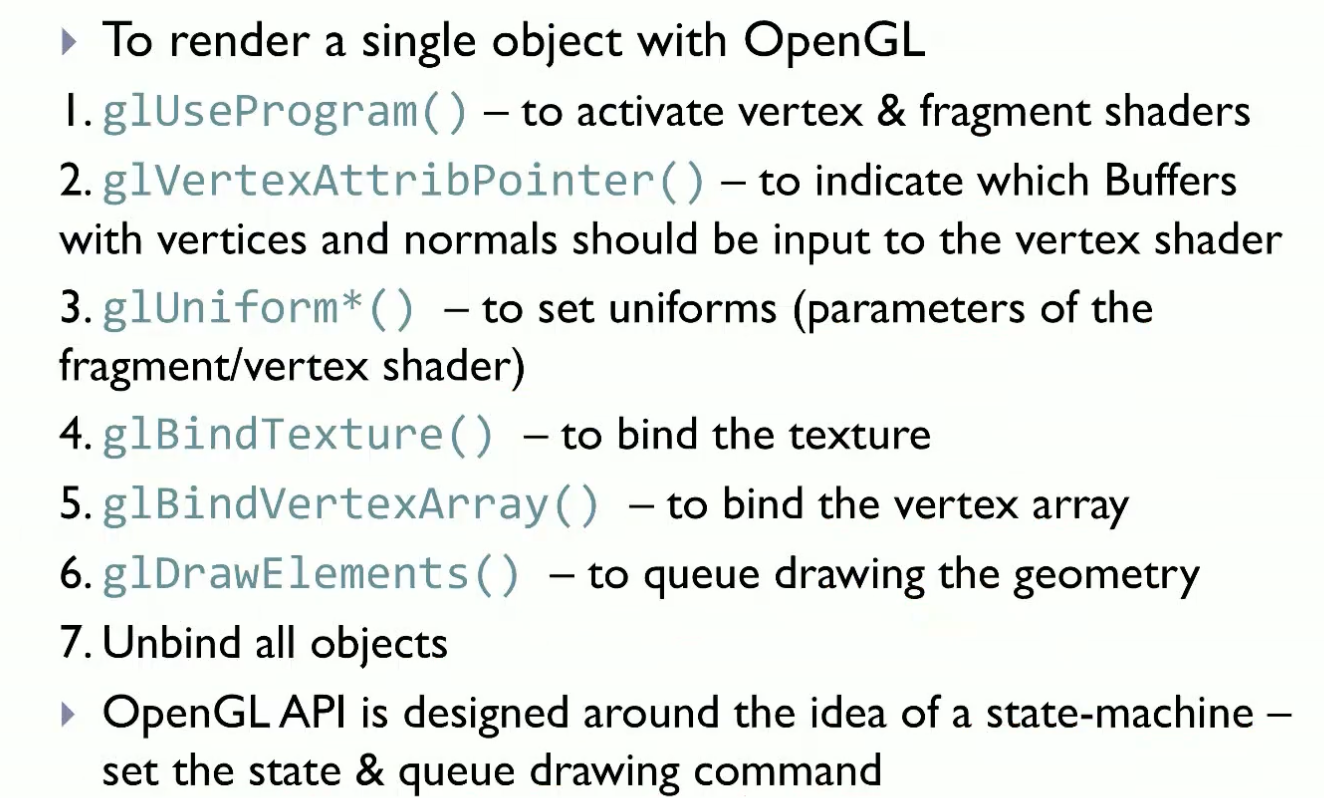 To render a single object with OpenGL
1. glUseProgram() – to activate vertex & fragment shaders
2. glVertexAttribPointer() – to indicate which Buffers
with vertices and normals should be input to the vertex shader
3. glUniform*() – to set uniforms (parameters of the
fragment/vertex shader)
4. glBindTexture() – to bind the texture
5. glBindVertexArray() – to bind the vertex array
6. glDrawElements() – to queue drawing the geometry
7. Unbind all objects
OpenGL API is designed around the idea of a state-machine –
set the state & queue drawing command